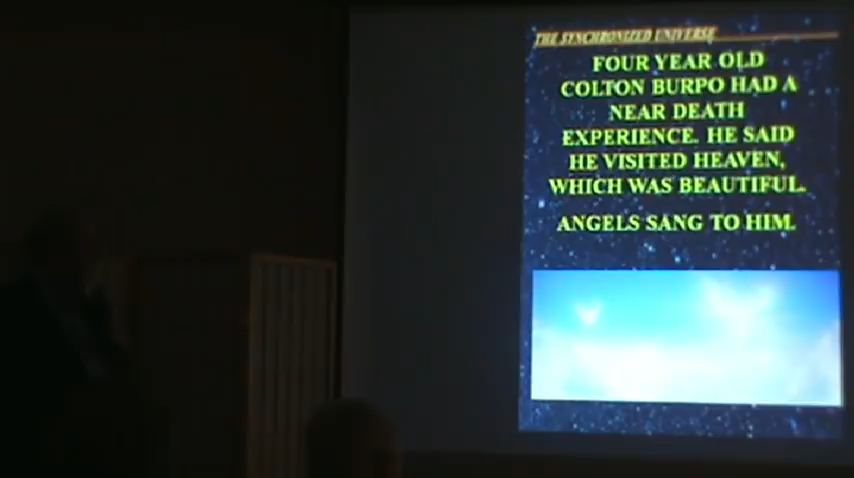 THE SYNCHRONIZED UNIVERSE
FOUR YEAR OLD
COLTON BURPO HAD A
NEAR DEATH
EXPERIENCE. HE SAID
HE VISITED HEAVEN,
WHICH WAS BEAUTIFUL.
ANGELS SANG TO HIM.